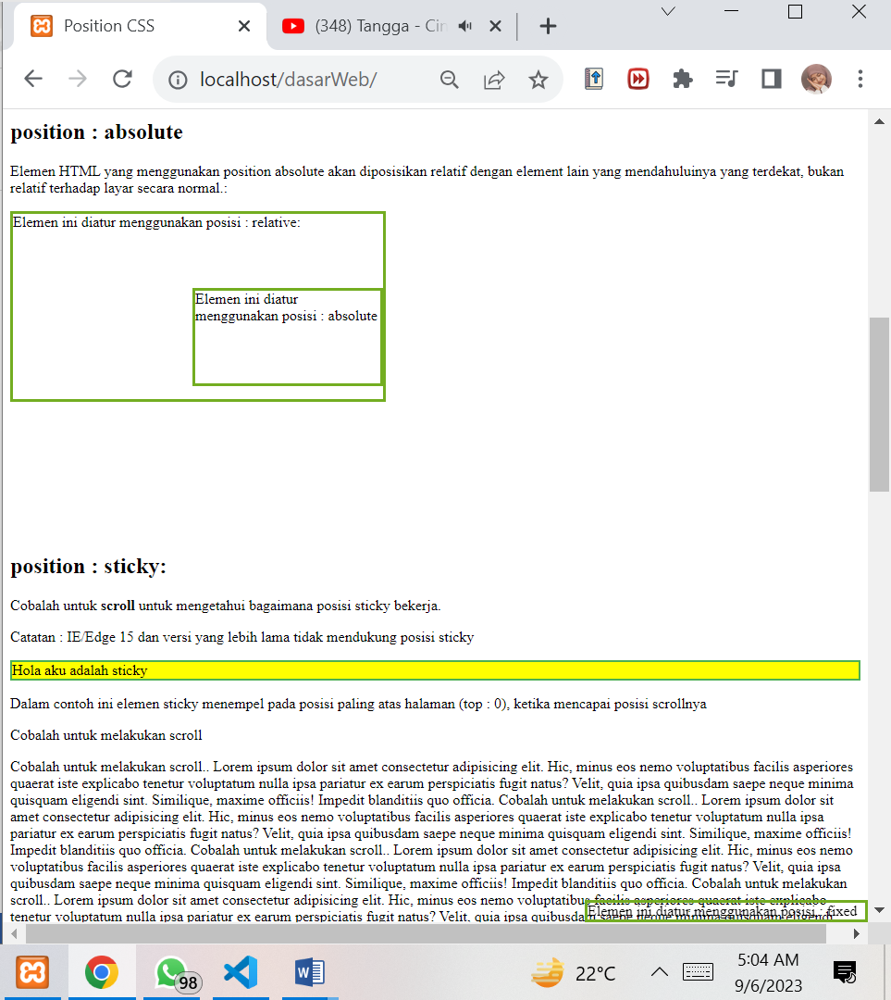 Position CSS
(348) Tangga - Cin
localhost/dasarWeb/
position : absolute
Elemen HTML yang menggunakan position absolute akan diposisikan relatif dengan element lain yang mendahuluinya yang terdekat, bukan
relatif terhadap layar secara normal.:
Elemen ini diatur menggunakan posisi : relative:
Elemen ini diatur
menggunakan posisi : absolute
position : sticky:
Cobalah untuk scroll untuk mengetahui bagaimana posisi sticky bekerja.
Catatan : IE/Edge 15 dan versi yang lebih lama tidak mendukung posisi sticky
Hola aku adalah sticky
Dalam contoh ini elemen sticky menempel pada posisi paling atas halaman (top : 0), ketika mencapai posisi scrollnya
Cobalah untuk melakukan scroll
Cobalah untuk melakukan scroll.. Lorem ipsum dolor sit amet consectetur adipisicing elit. Hic, minus eos nemo voluptatibus facilis asperiores
quaerat iste explicabo tenetur voluptatum nulla ipsa pariatur ex earum perspiciatis fugit natus? Velit, quia ipsa quibusdam saepe neque minima
quisquam eligendi sint. Similique, maxime officiis! Impedit blanditiis quo officia. Cobalah untuk melakukan scroll.. Lorem ipsum dolor sit
amet consectetur adipisicing elit. Hic, minus eos nemo voluptatibus facilis asperiores quaerat iste explicabo tenetur voluptatum nulla ipsa
pariatur ex earum perspiciatis fugit natus? Velit, quia ipsa quibusdam saepe neque minima quisquam eligendi sint. Similique, maxime officiis!
Impedit blanditiis quo officia. Cobalah untuk melakukan scroll.. Lorem ipsum dolor sit amet consectetur adipisicing elit. Hic, minus eos nemo
voluptatibus facilis asperiores quaerat iste explicabo tenetur voluptatum nulla ipsa pariatur ex earum perspiciatis fugit natus? Velit, quia ipsa
quibusdam saepe neque minima quisquam eligendi sint. Similique, maxime officiis! Impedit blanditiis quo officia. Cobalah untuk melakukan
scroll.. Lorem ipsum dolor sit amet consectetur adipisicing elit. Hic, minus eos nemo voluptatibus facilis asperiores quaerat iste explicabo
tenetur voluptatum nulla ipsa pariatur ex earum perspiciatis fugit natus? Velit, quia ipsa quibusdam saepe neque minima quisquam eligendi
Elemen ini diatur menggunakan posisi : fixed
98
22°C
5:04 AM
9/6/2023